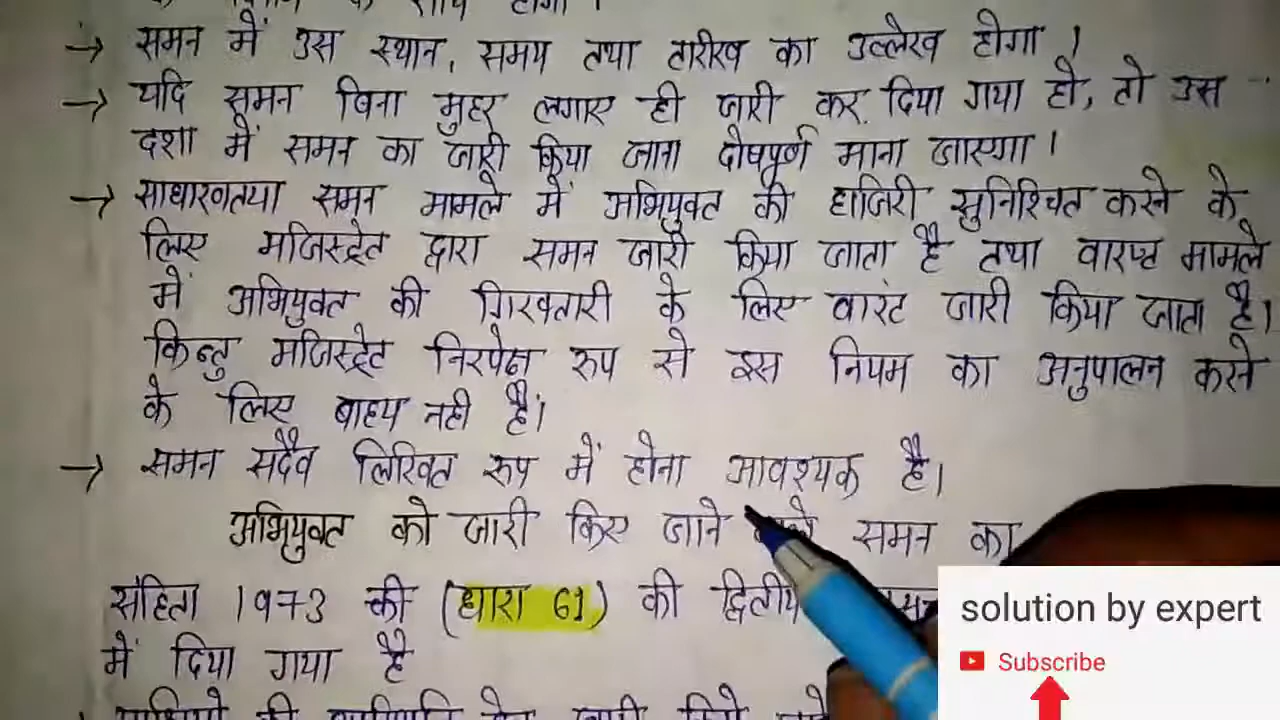 के साथ होगा।
→ समन में उस स्थान, समय तथा तारीख का उल्लेख होगा।
→ यदि समन बिना मुहर लगाए ही जारी कर दिया गया हो, तो उस
दशा में समन का जारी किया जाना दोषपूर्ण माना जाएगा।
→ साधारणतया समन मामले में अभियुक्त की हाजिरी सुनिश्चित करने के
लिए मजिस्ट्रेट द्वारा समन जारी किया जाता है तथा वारण्ट मामले
में अभियुक्त की गिरफ्तारी के लिए वारंट जारी किया जाता है।
किन्तु मजिस्ट्रेट निरपेक्ष रूप से इस नियम का अनुपालन करने
के लिए बाह्य नही है।
→ समन सदैव लिखित रूप में होना आवश्यक है।
अभियुक्त को जारी किए जाने वाले समन का
संहिता 1973 की (धारा 61) की द्वितीय
में दिया गया है
solution by expert
Subscribe